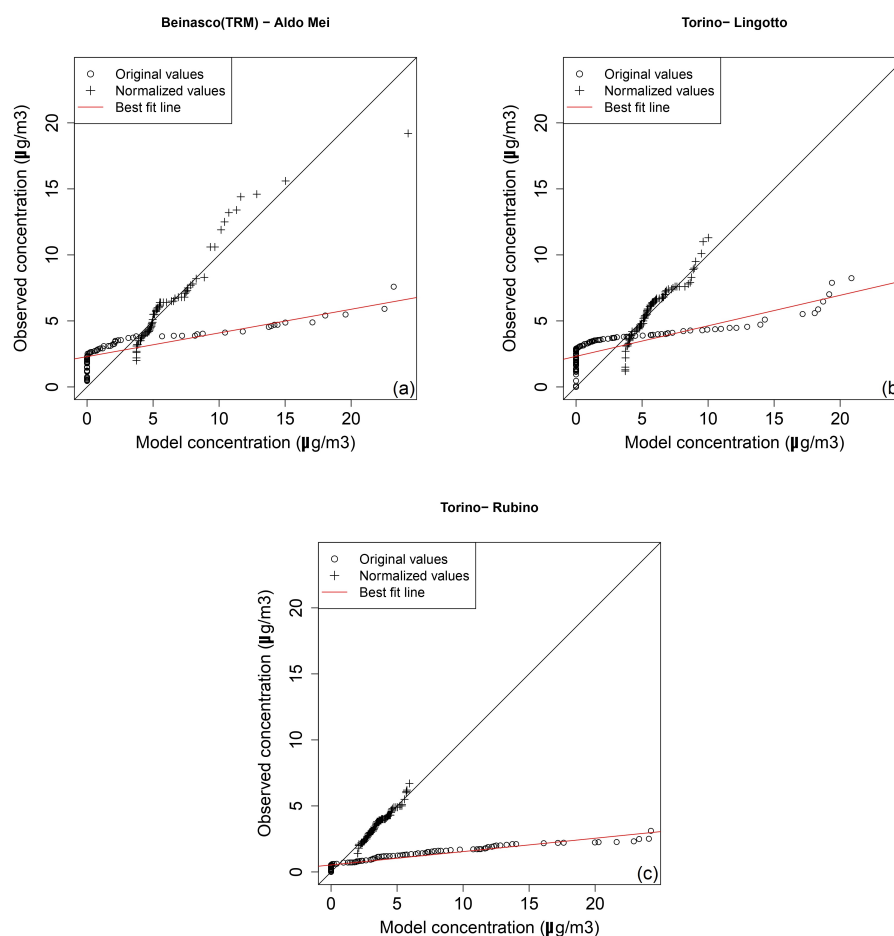 Beinasco(TRM) − Aldo Mei
Original values
Normalized values
Best fit line
Observed concentration (μg/m3)
20
15
10
5
0
(a)
0 5 10 15 20
Model concentration (μg/m3)
Torino− Lingotto
Original values
Normalized values
Best fit line
Observed concentration (μg/m3)
20
15
10
5
0
(b
0 5 10 15 20
Model concentration (μg/m3)
Torino− Rubino
Original values
Normalized values
Best fit line
Observed concentration (μg/m3)
20
15
10
5
0
(c)
0 5 10 15 20
Model concentration (μg/m3)